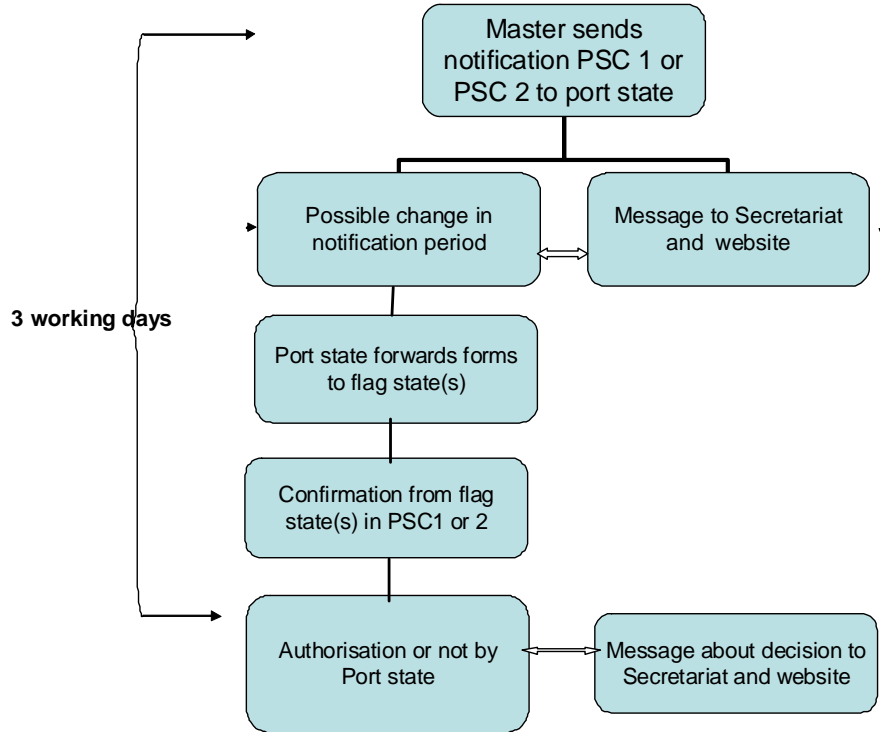 Master sends
notification PSC 1 or
PSC 2 to port state
Possible change in
notification period
Message to Secretariat
and website
3 working days
Port state forwards forms
to flag state(s)
Confirmation from flag
state(s) in PSC1 or 2
Authorisation or not by
Port state
Message about decision to
Secretariat and website